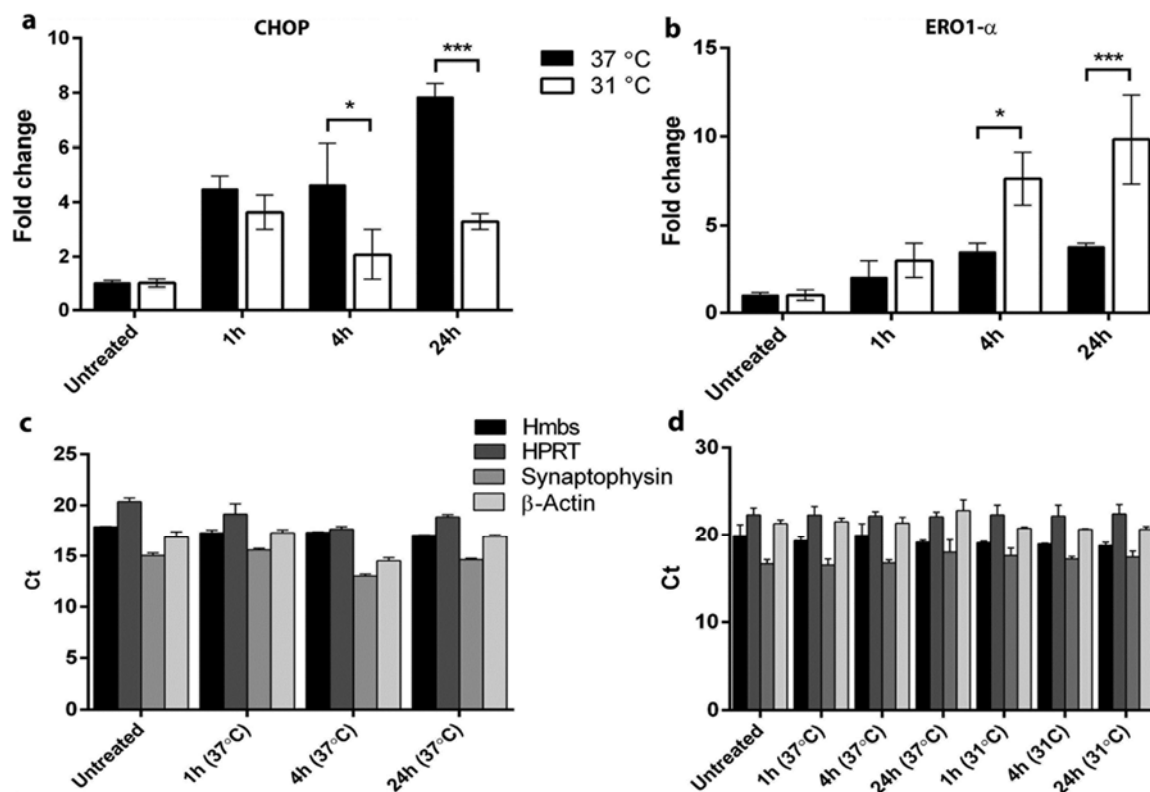 a
CHOP
37 °C
31 °C
Fold change
10
8
6
4
2
0
*
***
Untreated
1h
4h
24h
b
ERO1-α
Fold change
20
15
10
5
0
*
***
Untreated
1h
4h
24h
c
Hmbs
HPRT
Synaptophysin
β-Actin
Ct
25
20
15
10
5
0
Untreated
1h (37°C)
4h (37°C)
24h (37°C)
d
Ct
30
20
10
0
Untreated
1h (37°C)
4h (37°C)
24h (37°C)
1h (31°C)
4h (31C)
24h (31°C)